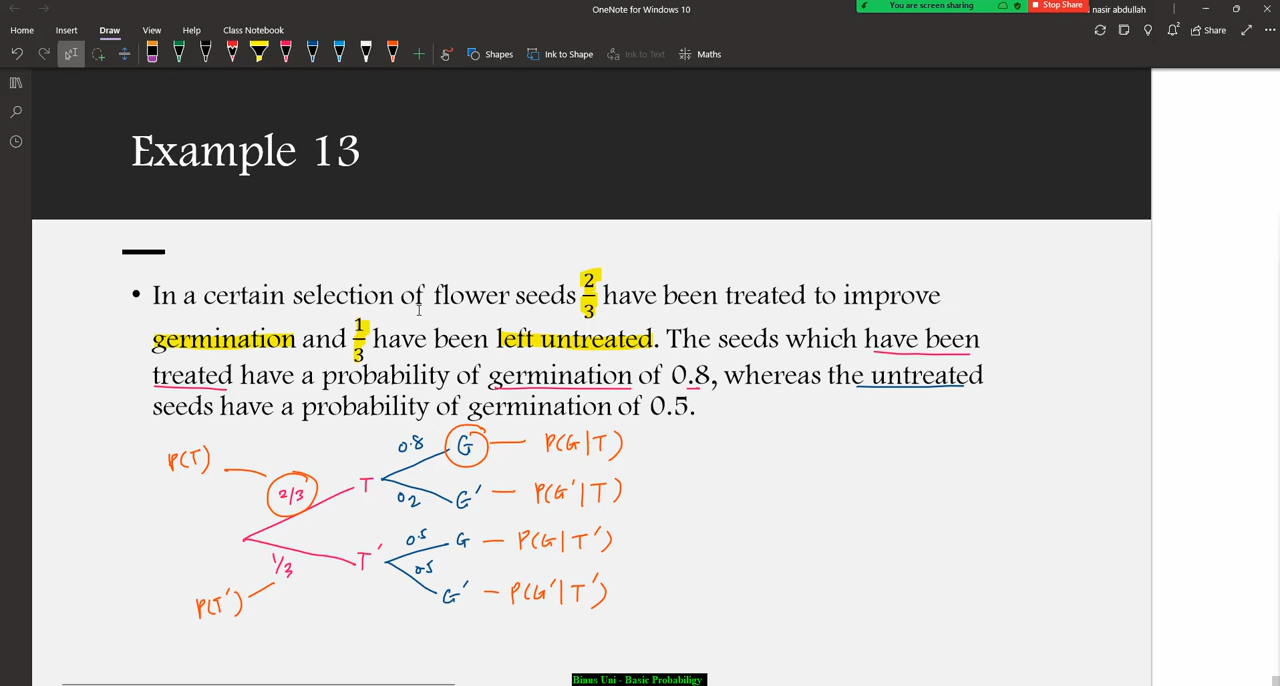 OneNote for Windows 10
You are screen sharing
Stop Share
nasir abdullah
Home Insert Draw View Help Class Notebook
Share
Shapes Ink to Shape Ink to Text Maths
Example 13
• In a certain selection of flower seeds 2/3 have been treated to improve
germination and 1/3 have been left untreated. The seeds which have been
treated have a probability of germination of 0.8, whereas the untreated
seeds have a probability of germination of 0.5.
P(T)
2/3
T
0.8
G — P(G|T)
0.2
G' — P(G'|T)
1/3
T'
0.5
G — P(G|T')
0.5
G' — P(G'|T')
P(T')
Binus Uni - Basic Probabiligy